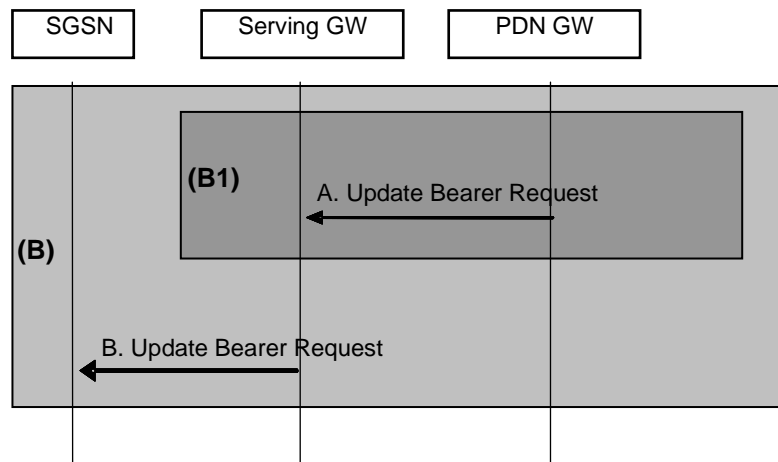 SGSN
Serving GW
PDN GW
(B1)
A. Update Bearer Request
(B)
B. Update Bearer Request